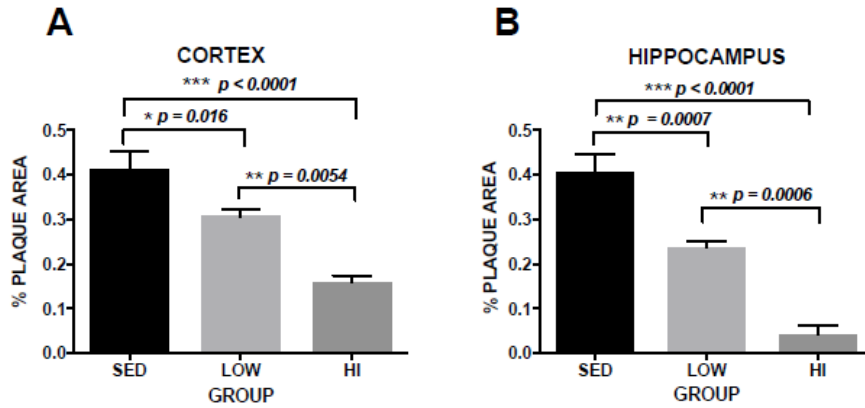 A
CORTEX
*** p < 0.0001
* p = 0.016
** p = 0.0054
0.5
0.4
0.3
0.2
0.1
0.0
% PLAQUE AREA
SED LOW HI
GROUP
B
HIPPOCAMPUS
*** p < 0.0001
** p = 0.0007
** p = 0.0006
0.5
0.4
0.3
0.2
0.1
0.0
% PLAQUE AREA
SED LOW HI
GROUP